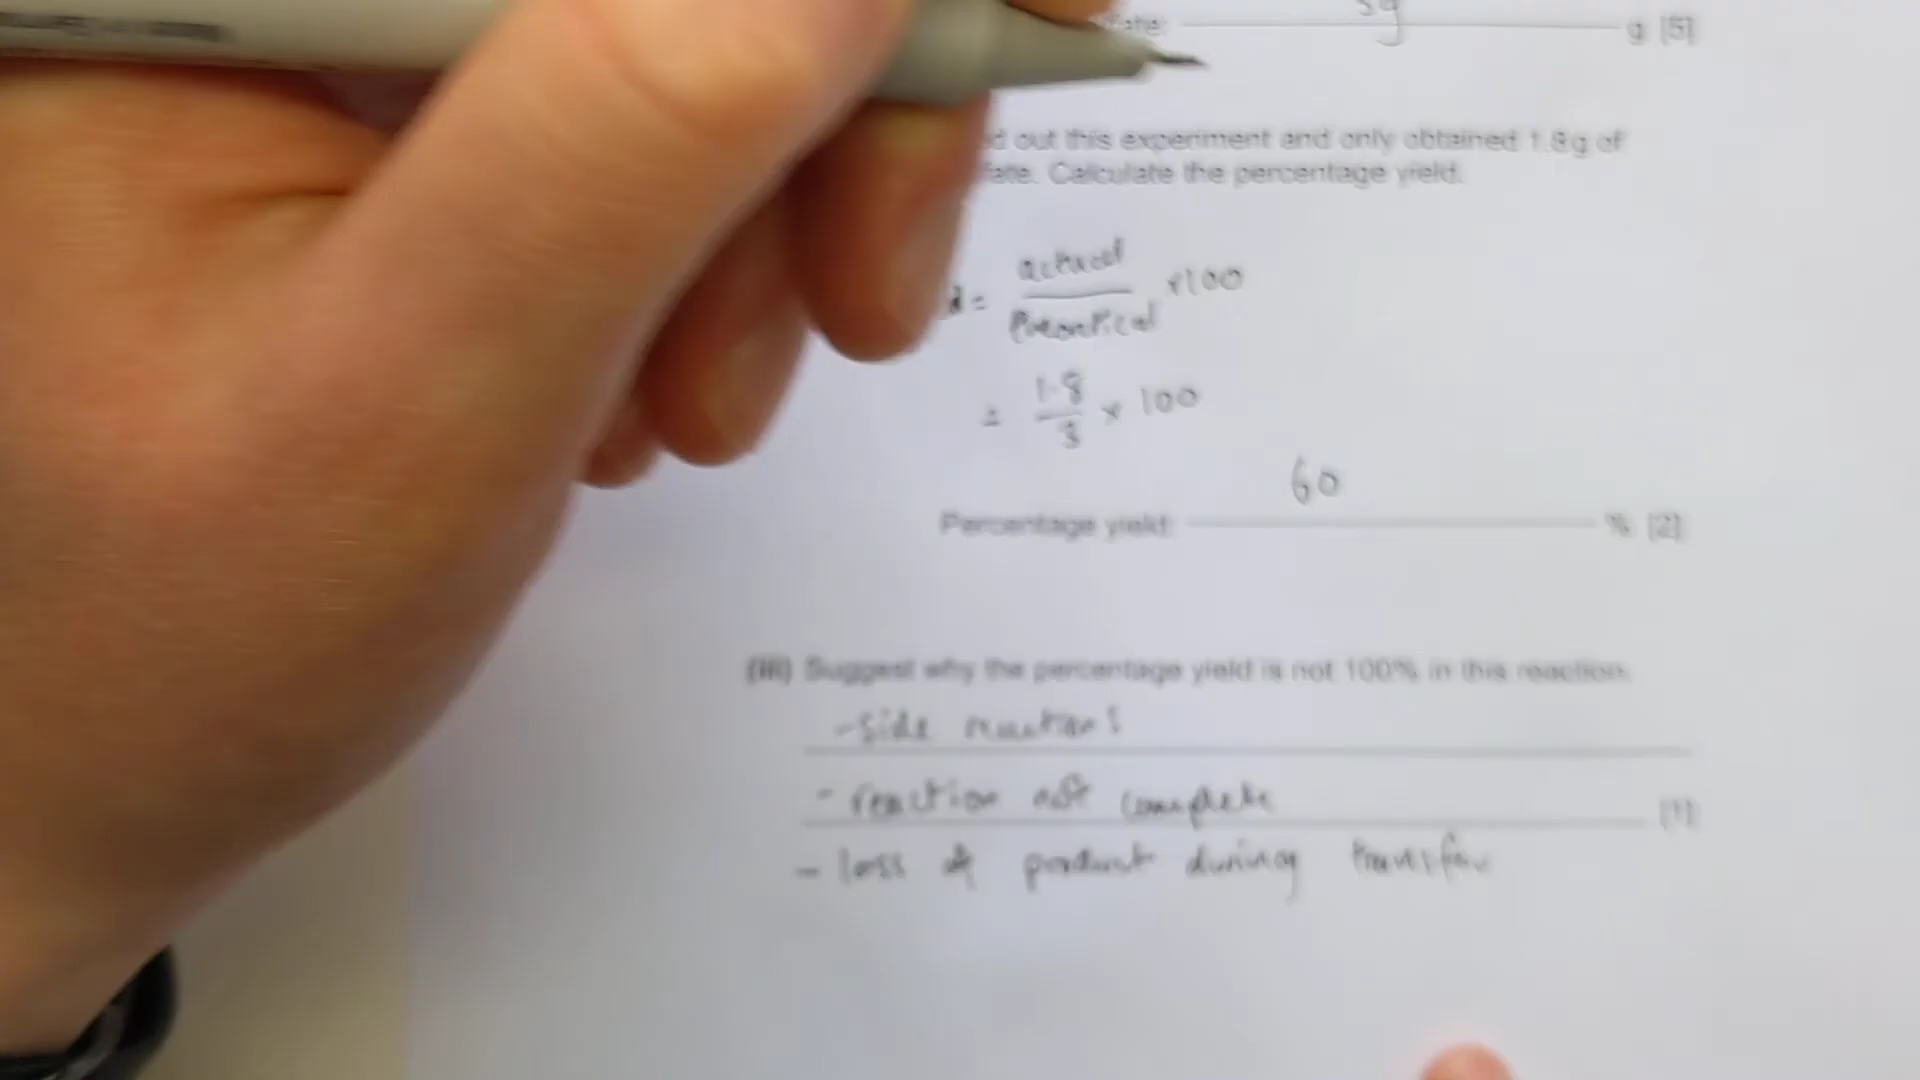 3g
g [5]
out this experiment and only obtained 1.8g of
Calculate the percentage yield.
= actual
theoretical ×100
= 1.8
3 × 100
60
Percentage yield: % [2]
(iii) Suggest why the percentage yield is not 100% in this reaction.
- side reactions
- reaction not complete
[1]
- loss of product during transfer